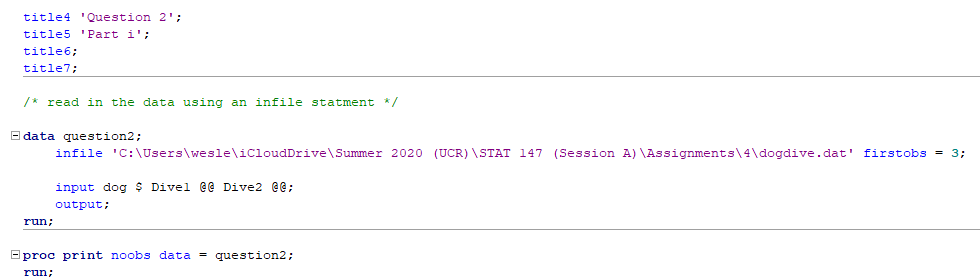 title4 'Question 2';
title5 'Part i';
title6;
title7;
/* read in the data using an infile statment */
data question2;
infile 'C:\Users\wesle\iCloudDrive\Summer 2020 (UCR)\STAT 147 (Session A)\Assignments\4\dogdive.dat' firstobs = 3;
input dog $ Dive1 @@ Dive2 @@;
output;
run;
proc print noobs data = question2;
run;